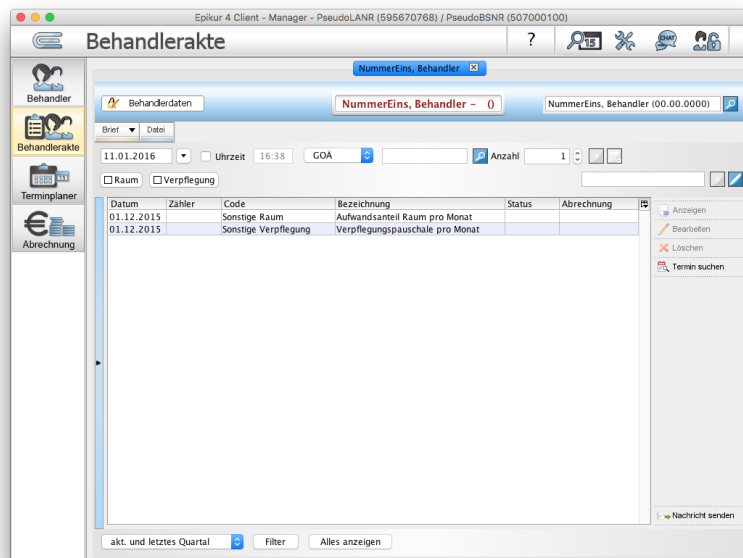 Epikur 4 Client - Manager - PseudoLANR (595670768) / PseudoBSNR (507000100)
Behandlerakte
?
15
CHAT
Behandler
Behandlerakte
15
Terminplaner
Abrechnung
NummerEins, Behandler
Behandlerdaten
NummerEins, Behandler - ()
NummerEins, Behandler (00.00.0000)
Brief Datei
11.01.2016 Uhrzeit 16:38 GOÄ Anzahl 1
Raum Verpflegung
Datum Zähler Code Bezeichnung Status Abrechnung
01.12.2015 Sonstige Raum Aufwandsanteil Raum pro Monat
01.12.2015 Sonstige Verpflegung Verpflegungspauschale pro Monat
Anzeigen
Bearbeiten
Löschen
Termin suchen
Nachricht senden
akt. und letztes Quartal Filter Alles anzeigen